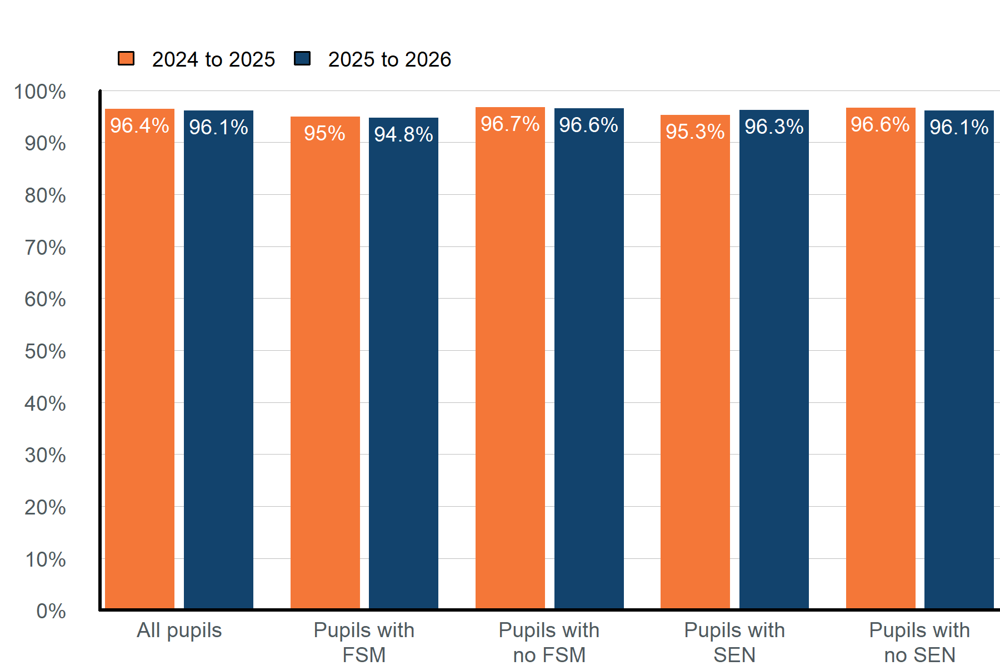 2024 to 2025 2025 to 2026
100%
90%
80%
70%
60%
50%
40%
30%
20%
10%
0%
96.4% 96.1% 95% 94.8% 96.7% 96.6% 95.3% 96.3% 96.6% 96.1%
All pupils
Pupils with
FSM
Pupils with
no FSM
Pupils with
SEN
Pupils with
no SEN